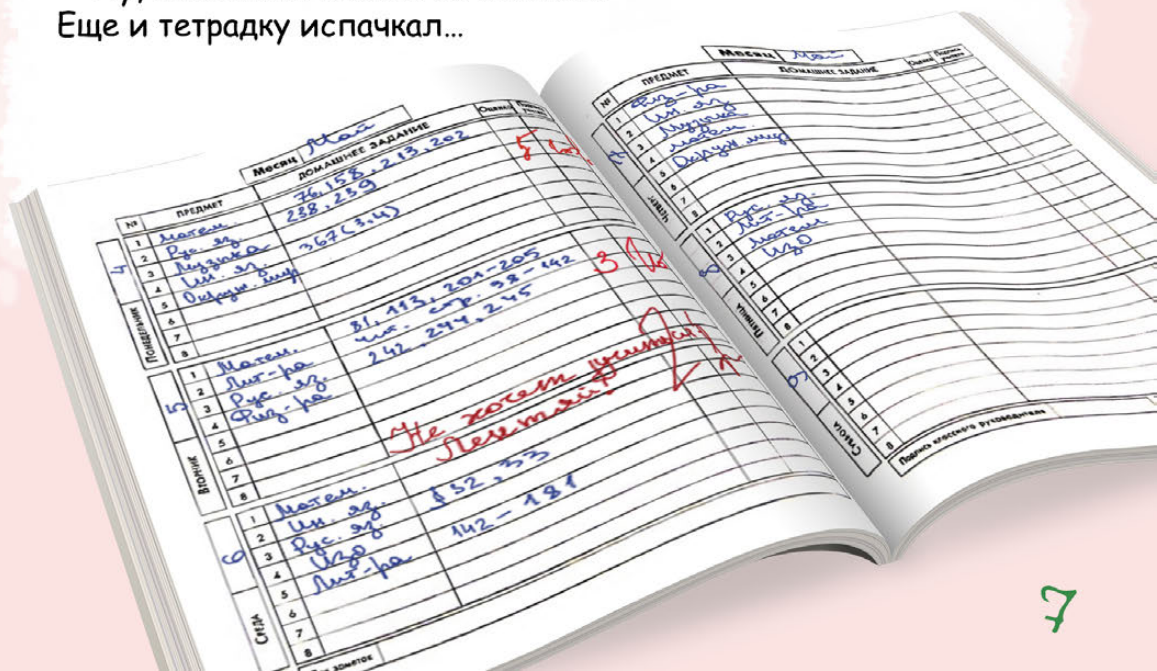 Еще и тетрадку испачкал...
Месяц Май
№ ПРЕДМЕТ ДОМАШНЕЕ ЗАДАНИЕ Оценка
ПОНЕДЕЛЬНИК 4
1 Матем. 76, 158, 213, 202 5
2 Рус. яз. 238, 239
3 Музыка
4 Ин. яз. 367 (3.4)
5 Окруж. мир
6
7
8
ВТОРНИК 5
1 Матем. 81, 113, 201-205 3
2 Лит-ра чит. стр. 98-142
3 Рус. яз. 242, 244, 245
4 Физ-ра
5
6
7
8
Не хочет учиться! 2
Лентяй!
СРЕДА 6
1 Матем.
2 Ин. яз. § 32, 33
3 Рус. яз.
4 ИЗО 142-181
5 Лит-ра
6
7
8
заметок
Месяц Май
№ ПРЕДМЕТ ДОМАШНЕЕ ЗАДАНИЕ Оценка Подпись
ЧЕТВЕРГ
1 Физ-ра
2 Ин. яз.
3 Музыка
4 Матем.
5 Окруж. мир
6
7
8
ПЯТНИЦА 8
1 Рус. яз.
2 Лит-ра
3 Матем
4 ИЗО
5
6
7
8
СУББОТА 9
1
2
3
4
5
6
7
8
Подпись классного руководителя
7